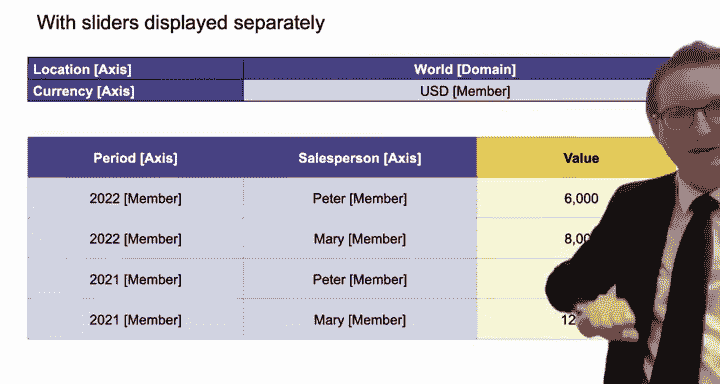 With sliders displayed separately
Location [Axis] World [Domain]
Currency [Axis] USD [Member]
Period [Axis] Salesperson [Axis] Value
2022 [Member] Peter [Member] 6,000
2022 [Member] Mary [Member]
2021 [Member] Peter [Member]
2021 [Member] Mary [Member]